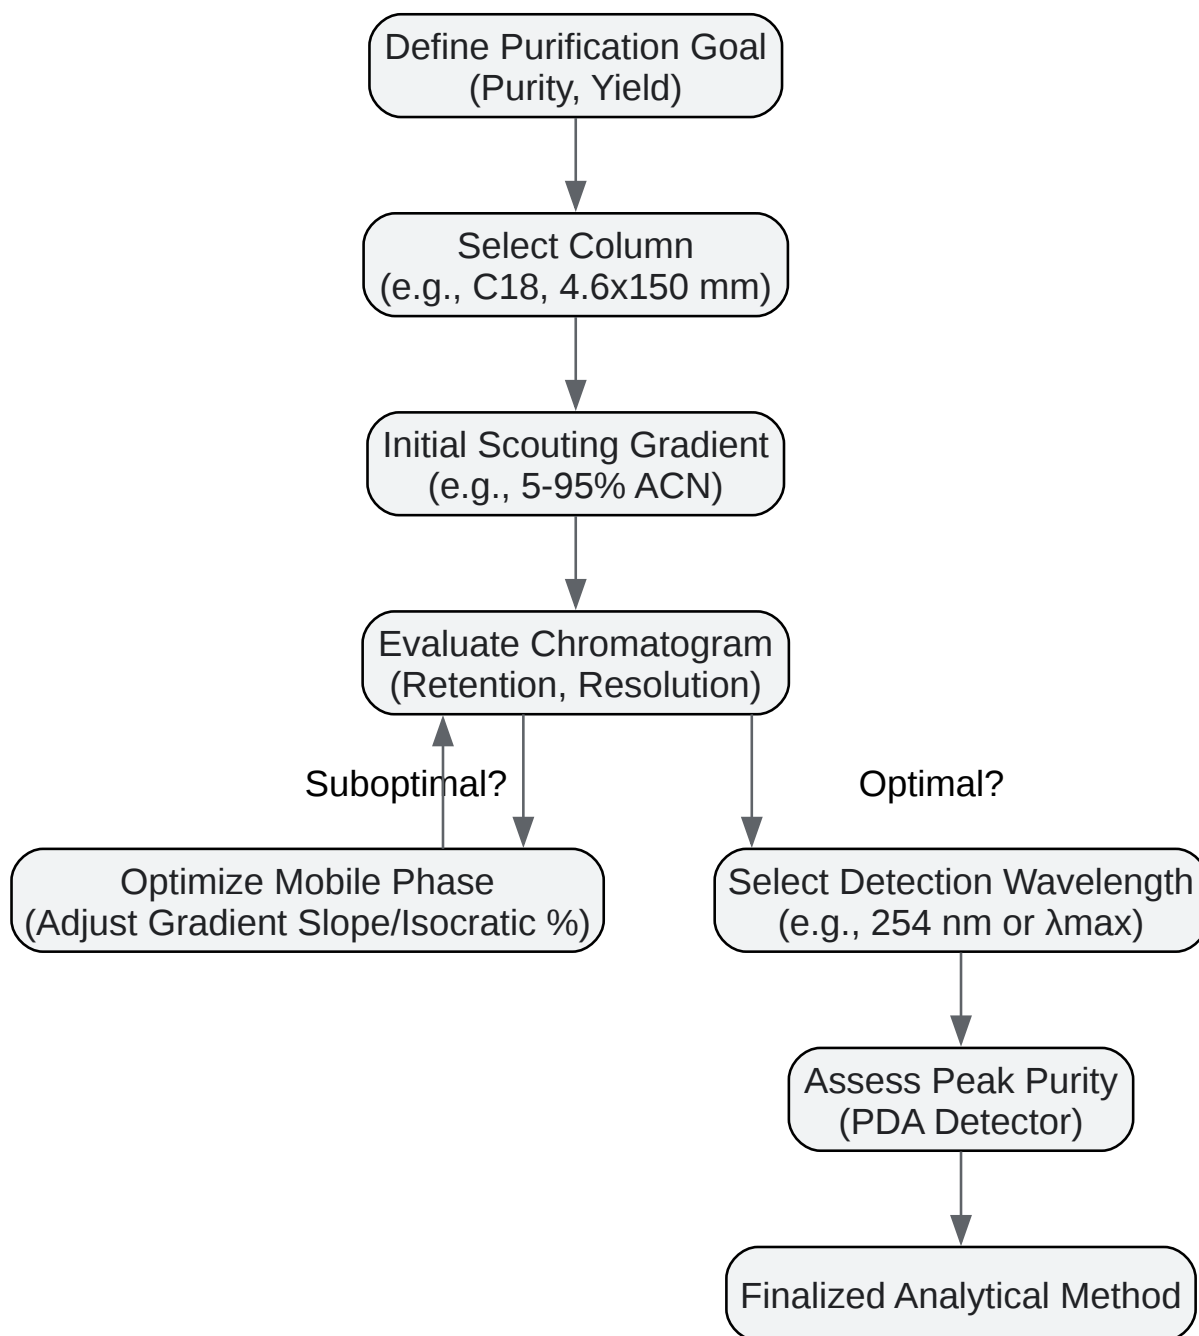 Define Purification Goal
(Purity, Yield)
Select Column
(e.g., C18, 4.6x150 mm)
Initial Scouting Gradient
(e.g., 5-95% ACN)
Evaluate Chromatogram
(Retention, Resolution)
Suboptimal?
Optimal?
Optimize Mobile Phase
(Adjust Gradient Slope/Isocratic %)
Select Detection Wavelength
(e.g., 254 nm or λmax)
Assess Peak Purity
(PDA Detector)
Finalized Analytical Method